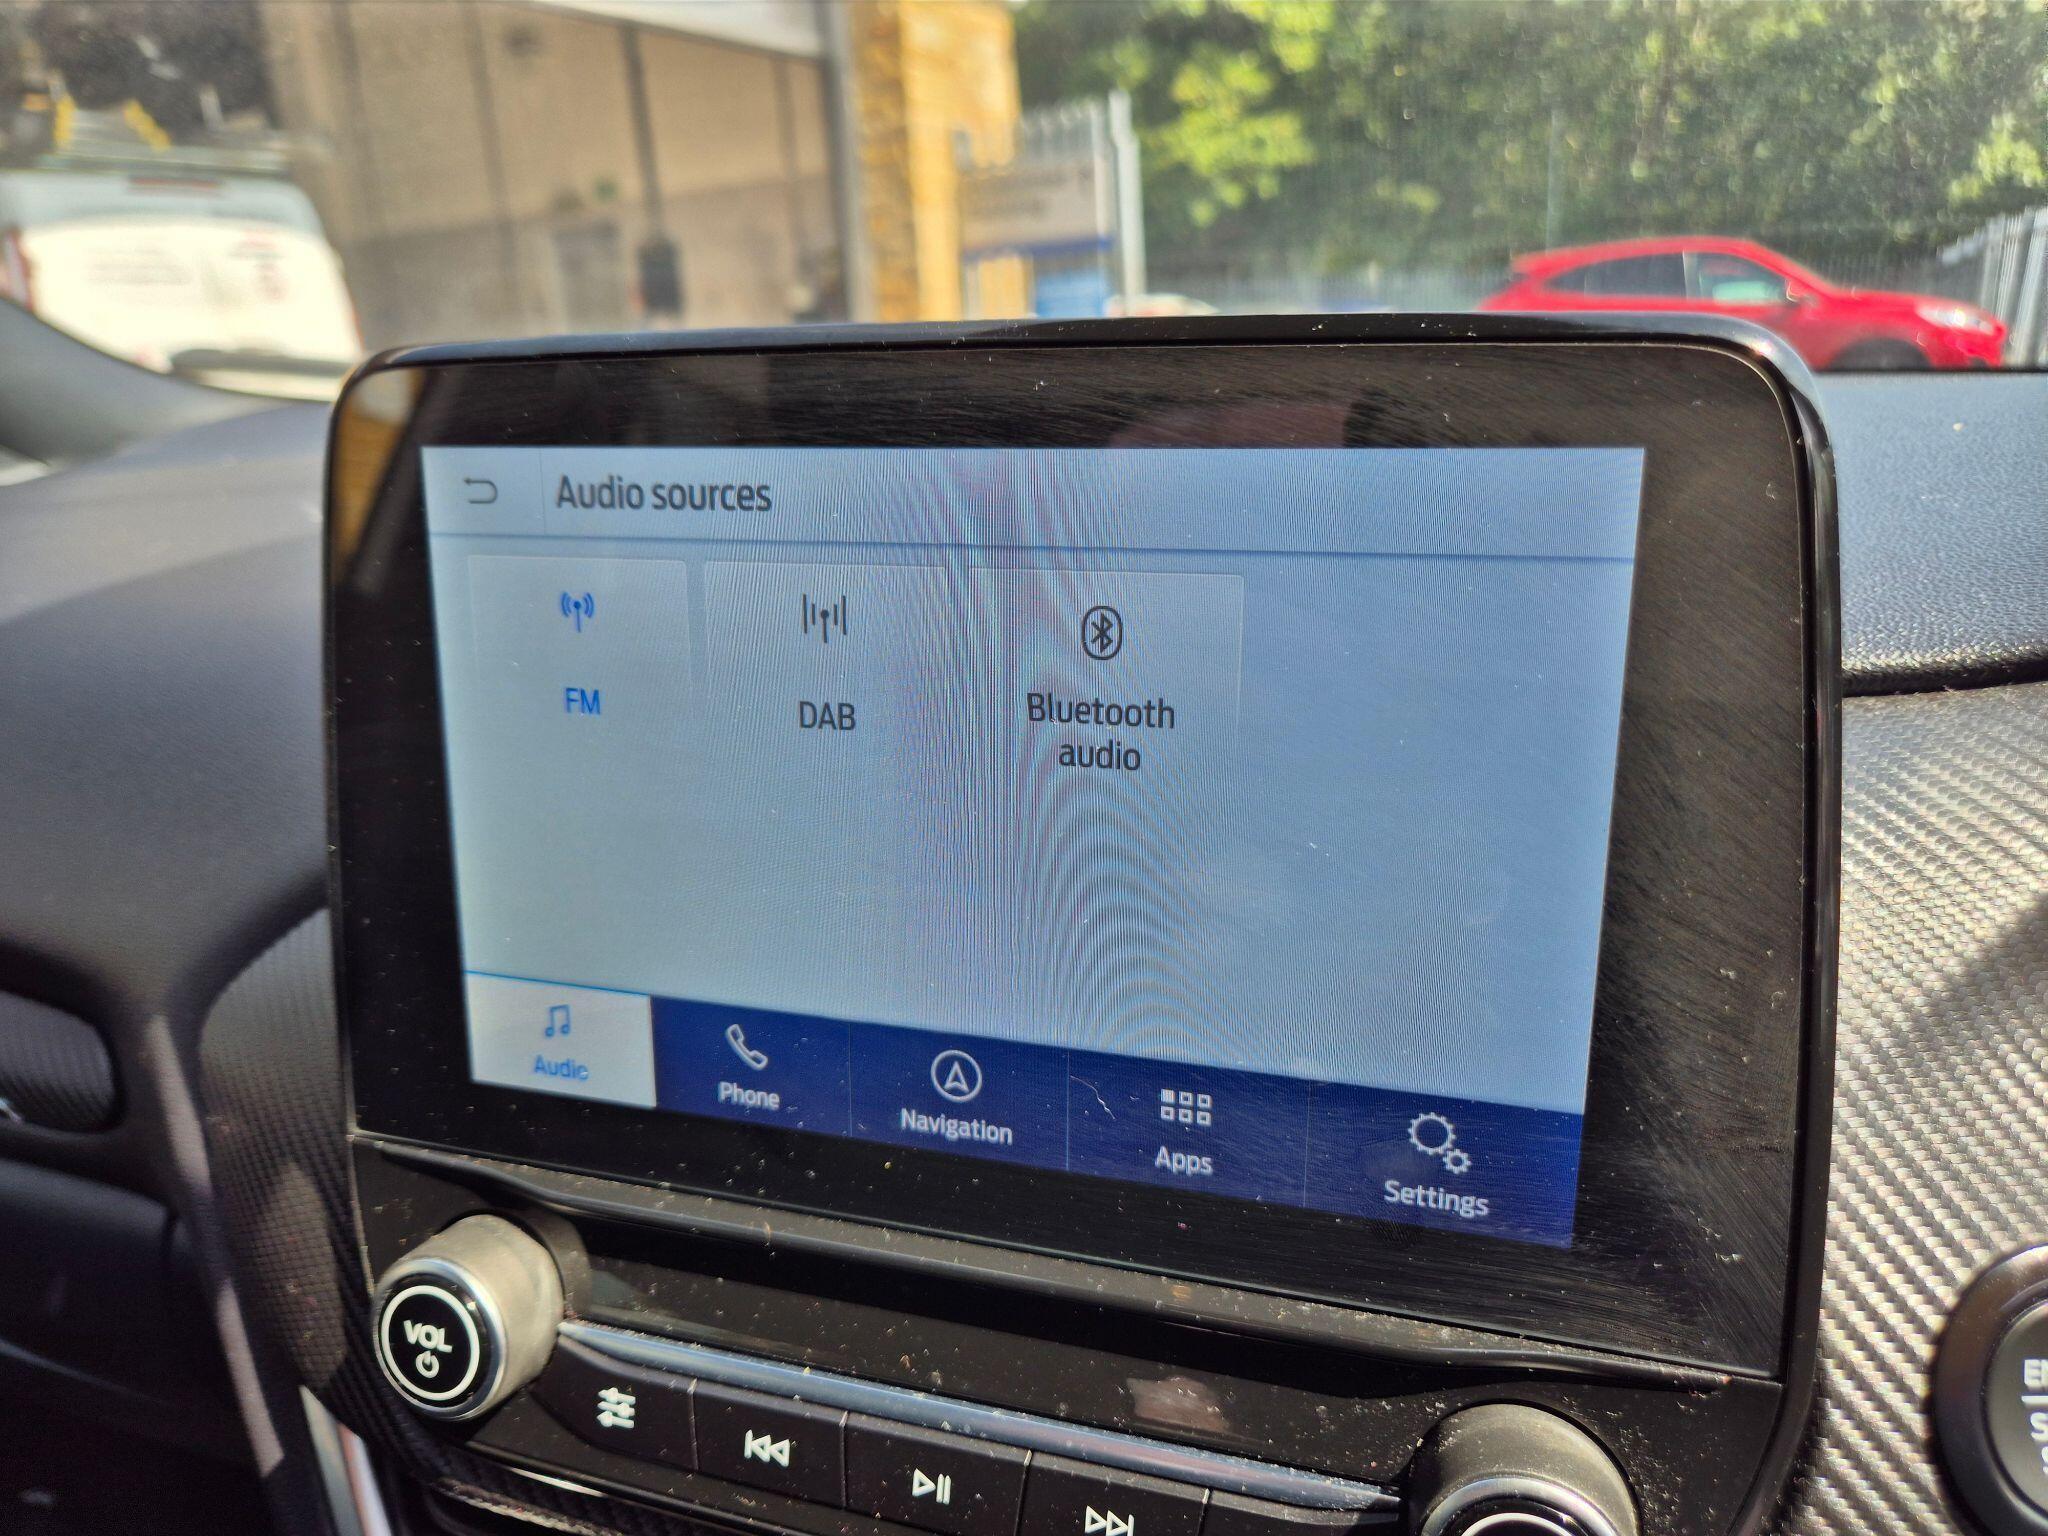 Audio sources
FM
DAB
Bluetooth
audio
Audio
Phone
Navigation
Apps
Settings
VOL